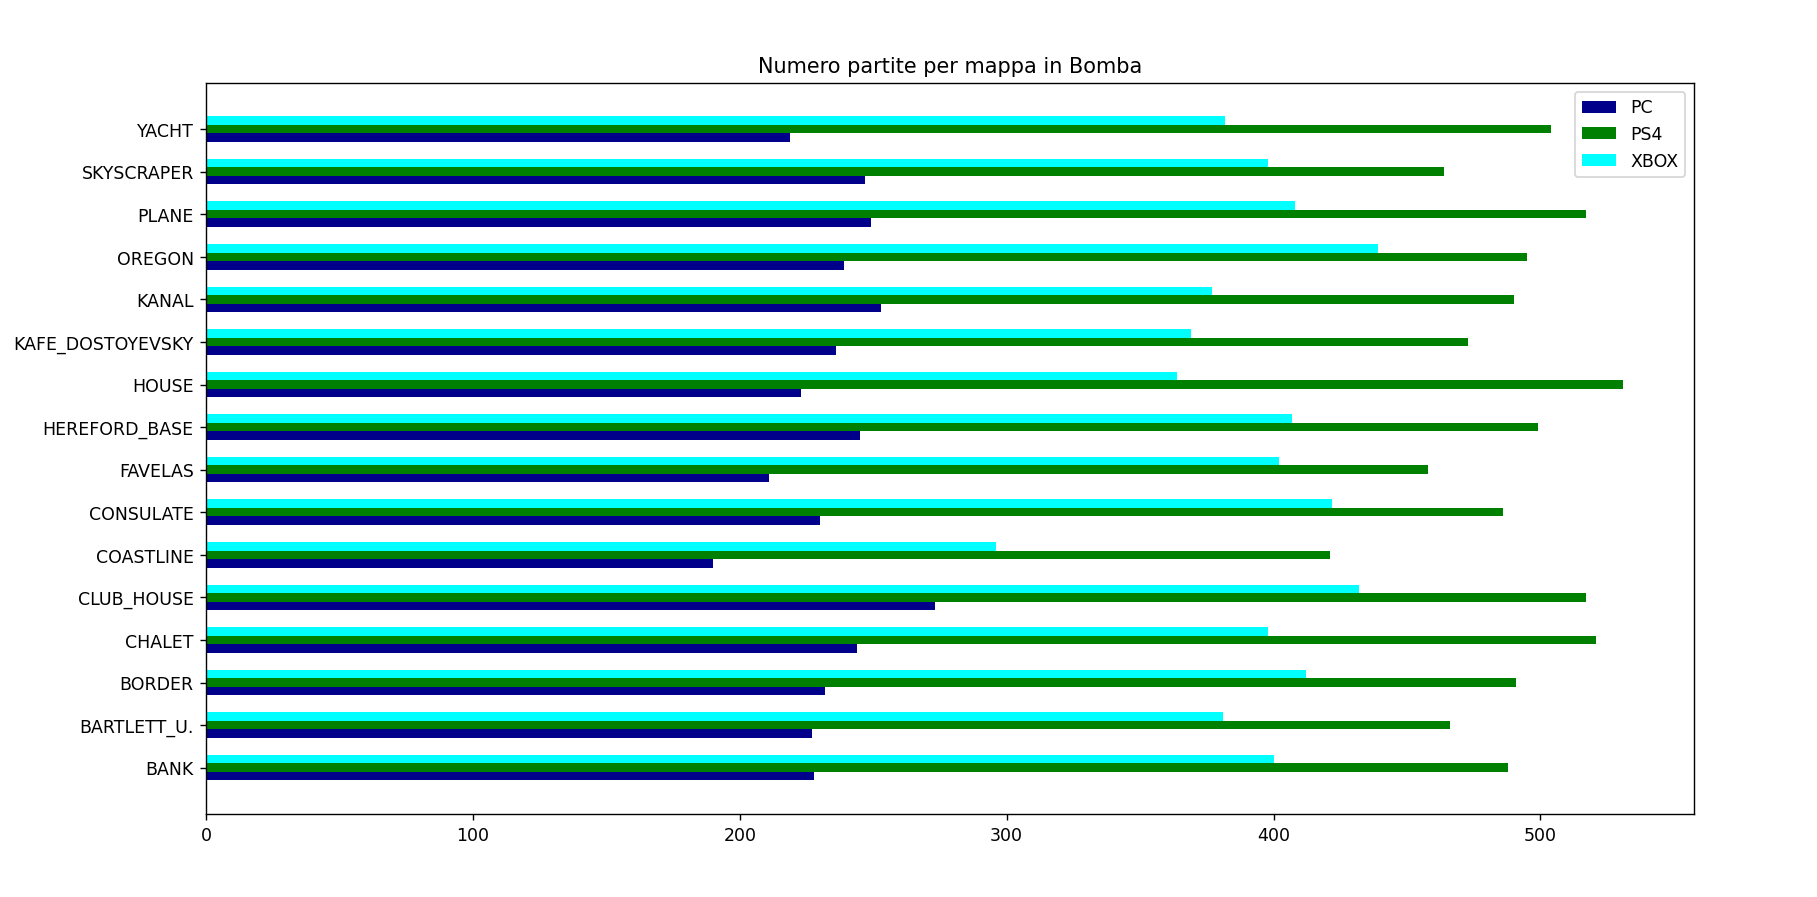 Numero partite per mappa in Bomba
PC
PS4
XBOX
YACHT
SKYSCRAPER
PLANE
OREGON
KANAL
KAFE_DOSTOYEVSKY
HOUSE
HEREFORD_BASE
FAVELAS
CONSULATE
COASTLINE
CLUB_HOUSE
CHALET
BORDER
BARTLETT_U.
BANK
0 100 200 300 400 500